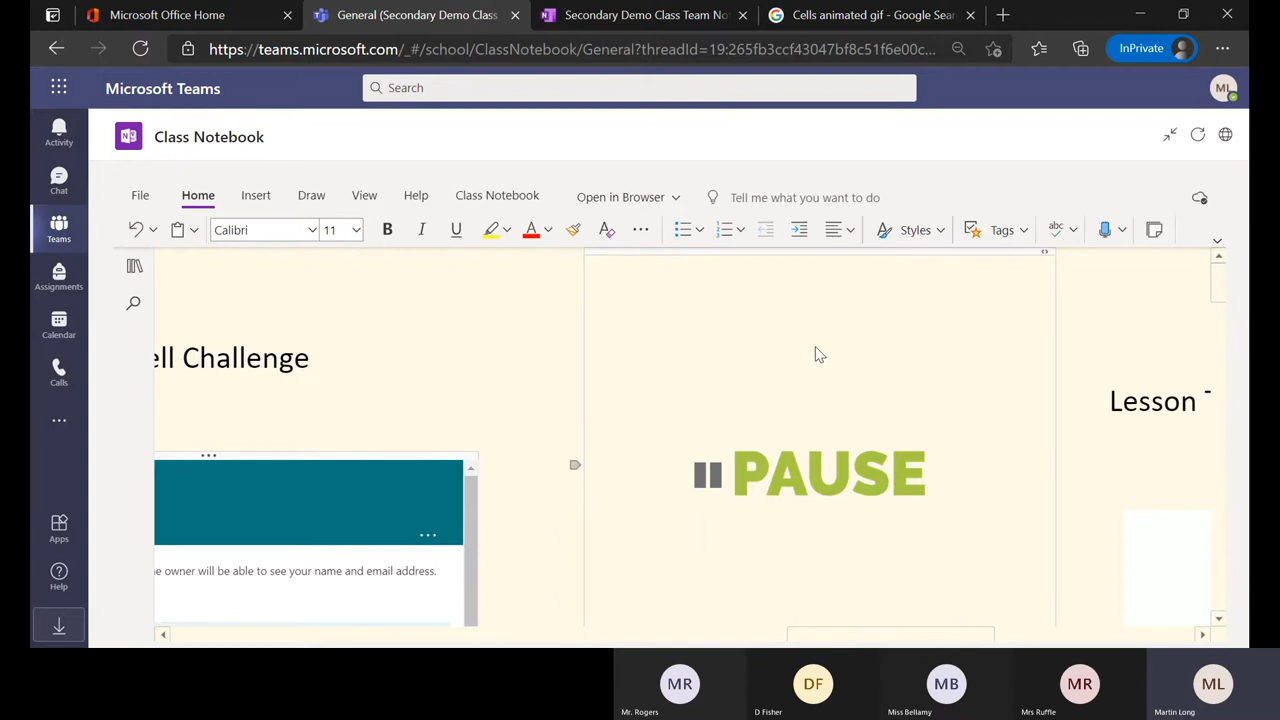 Microsoft Office Home
General (Secondary Demo Class
Secondary Demo Class Team No
Cells animated gif - Google Sear
https://teams.microsoft.com/_#/school/ClassNotebook/General?threadId=19:265fb3ccf43047bf8c51f6e00c...
InPrivate
Microsoft Teams
Search
ML
Activity
Chat
Teams
Assignments
Calendar
Calls
Apps
Help
Class Notebook
File Home Insert Draw View Help Class Notebook Open in Browser Tell me what you want to do
Calibri 11 B I U A Styles Tags abc
ell Challenge
e owner will be able to see your name and email address.
PAUSE
Lesson
MR DF MB MR ML
Mr. Rogers D Fisher Miss Bellamy Mrs Ruffle Martin Long